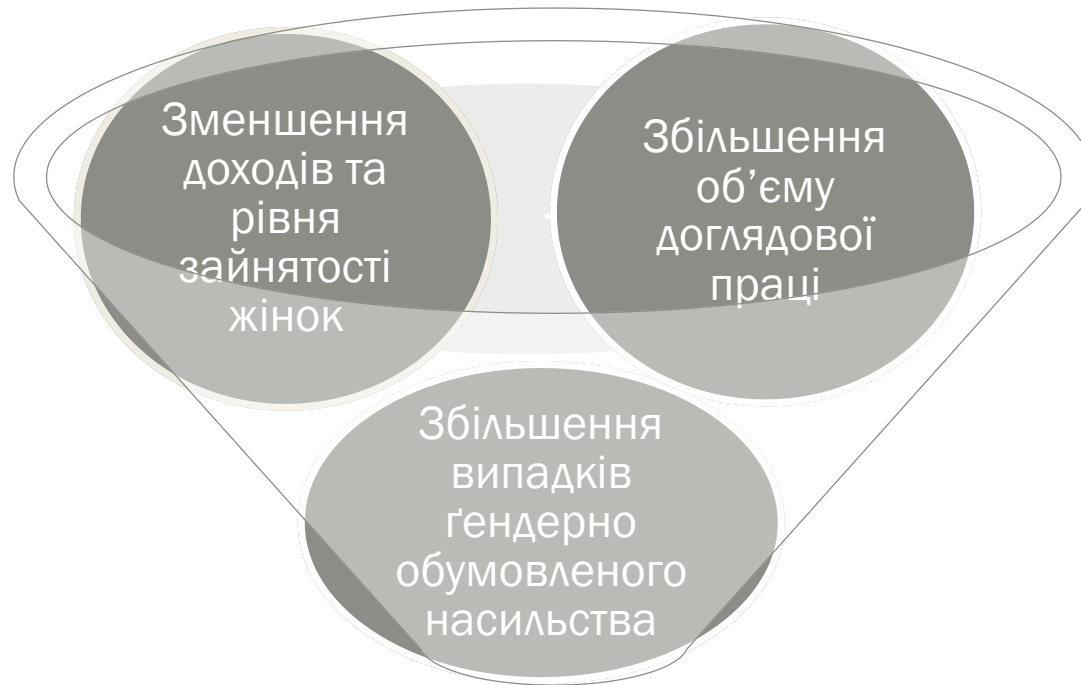 Зменшення
доходів та
рівня
зайнятості
жінок
Збільшення
об’єму
доглядової
праці
Збільшення
випадків
ґендерно
обумовленого
насильства